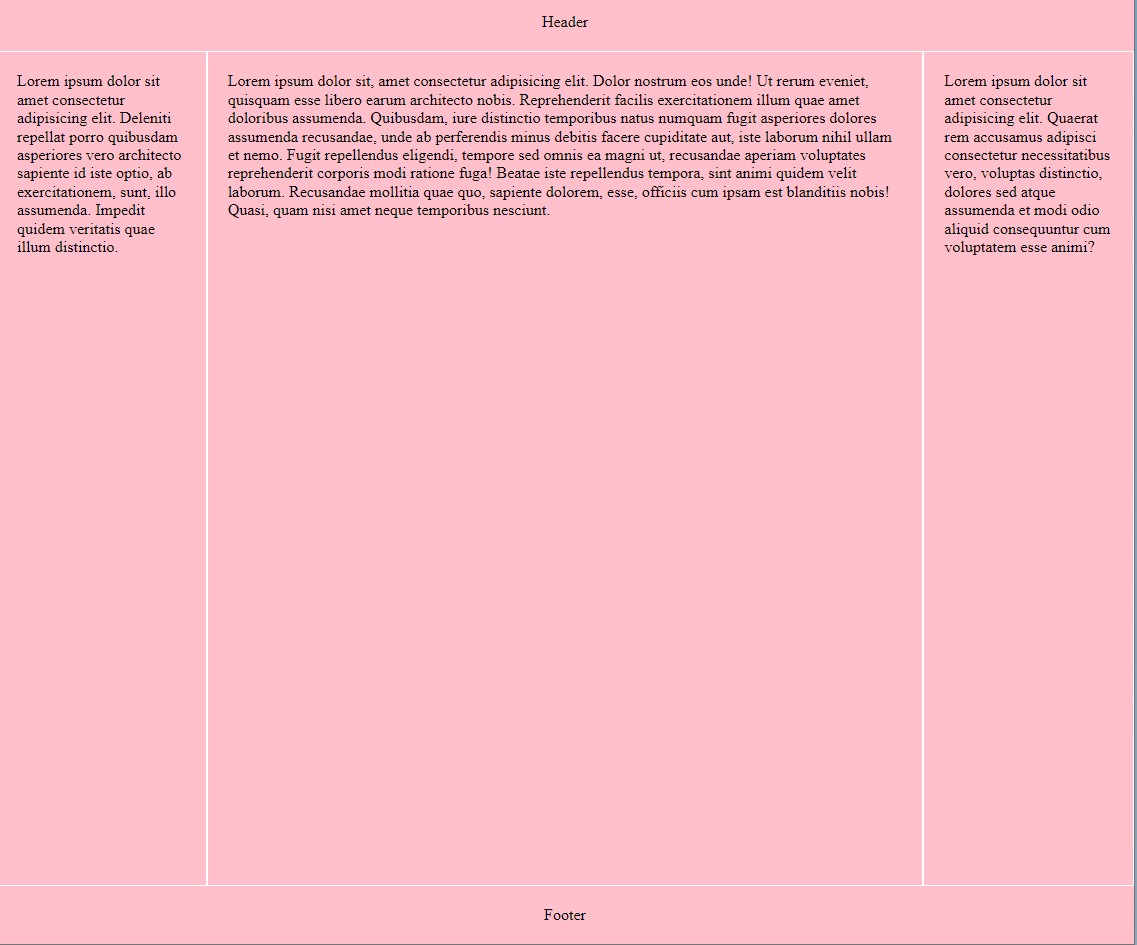 Header
Lorem ipsum dolor sit
amet consectetur
adipisicing elit. Deleniti
repellat porro quibusdam
asperiores vero architecto
sapiente id iste optio, ab
exercitationem, sunt, illo
assumenda. Impedit
quidem veritatis quae
illum distinctio.
Lorem ipsum dolor sit, amet consectetur adipisicing elit. Dolor nostrum eos unde! Ut rerum eveniet,
quisquam esse libero earum architecto nobis. Reprehenderit facilis exercitationem illum quae amet
doloribus assumenda. Quibusdam, iure distinctio temporibus natus numquam fugit asperiores dolores
assumenda recusandae, unde ab perferendis minus debitis facere cupiditate aut, iste laborum nihil ullam
et nemo. Fugit repellendus eligendi, tempore sed omnis ea magni ut, recusandae aperiam voluptates
reprehenderit corporis modi ratione fuga! Beatae iste repellendus tempora, sint animi quidem velit
laborum. Recusandae mollitia quae quo, sapiente dolorem, esse, officiis cum ipsam est blanditiis nobis!
Quasi, quam nisi amet neque temporibus nesciunt.
Lorem ipsum dolor sit
amet consectetur
adipisicing elit. Quaerat
rem accusamus adipisci
consectetur necessitatibus
vero, voluptas distinctio,
dolores sed atque
assumenda et modi odio
aliquid consequuntur cum
voluptatem esse animi?
Footer